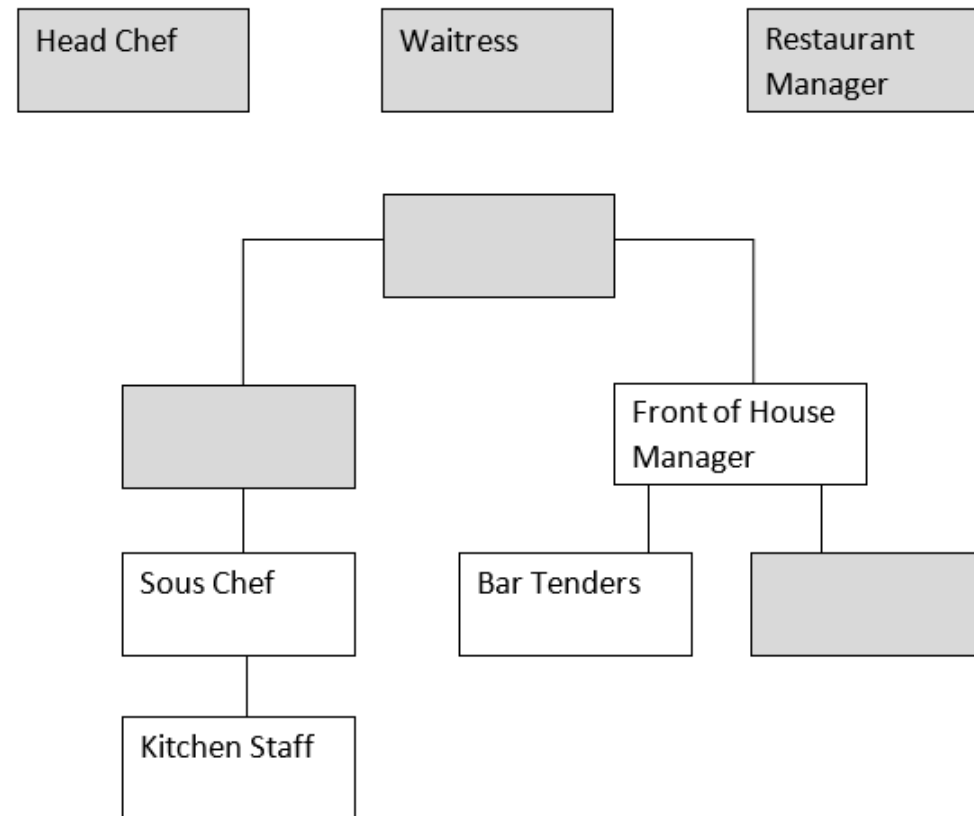 Head Chef
Waitress
Restaurant
Manager
Front of House
Manager
Sous Chef
Bar Tenders
Kitchen Staff